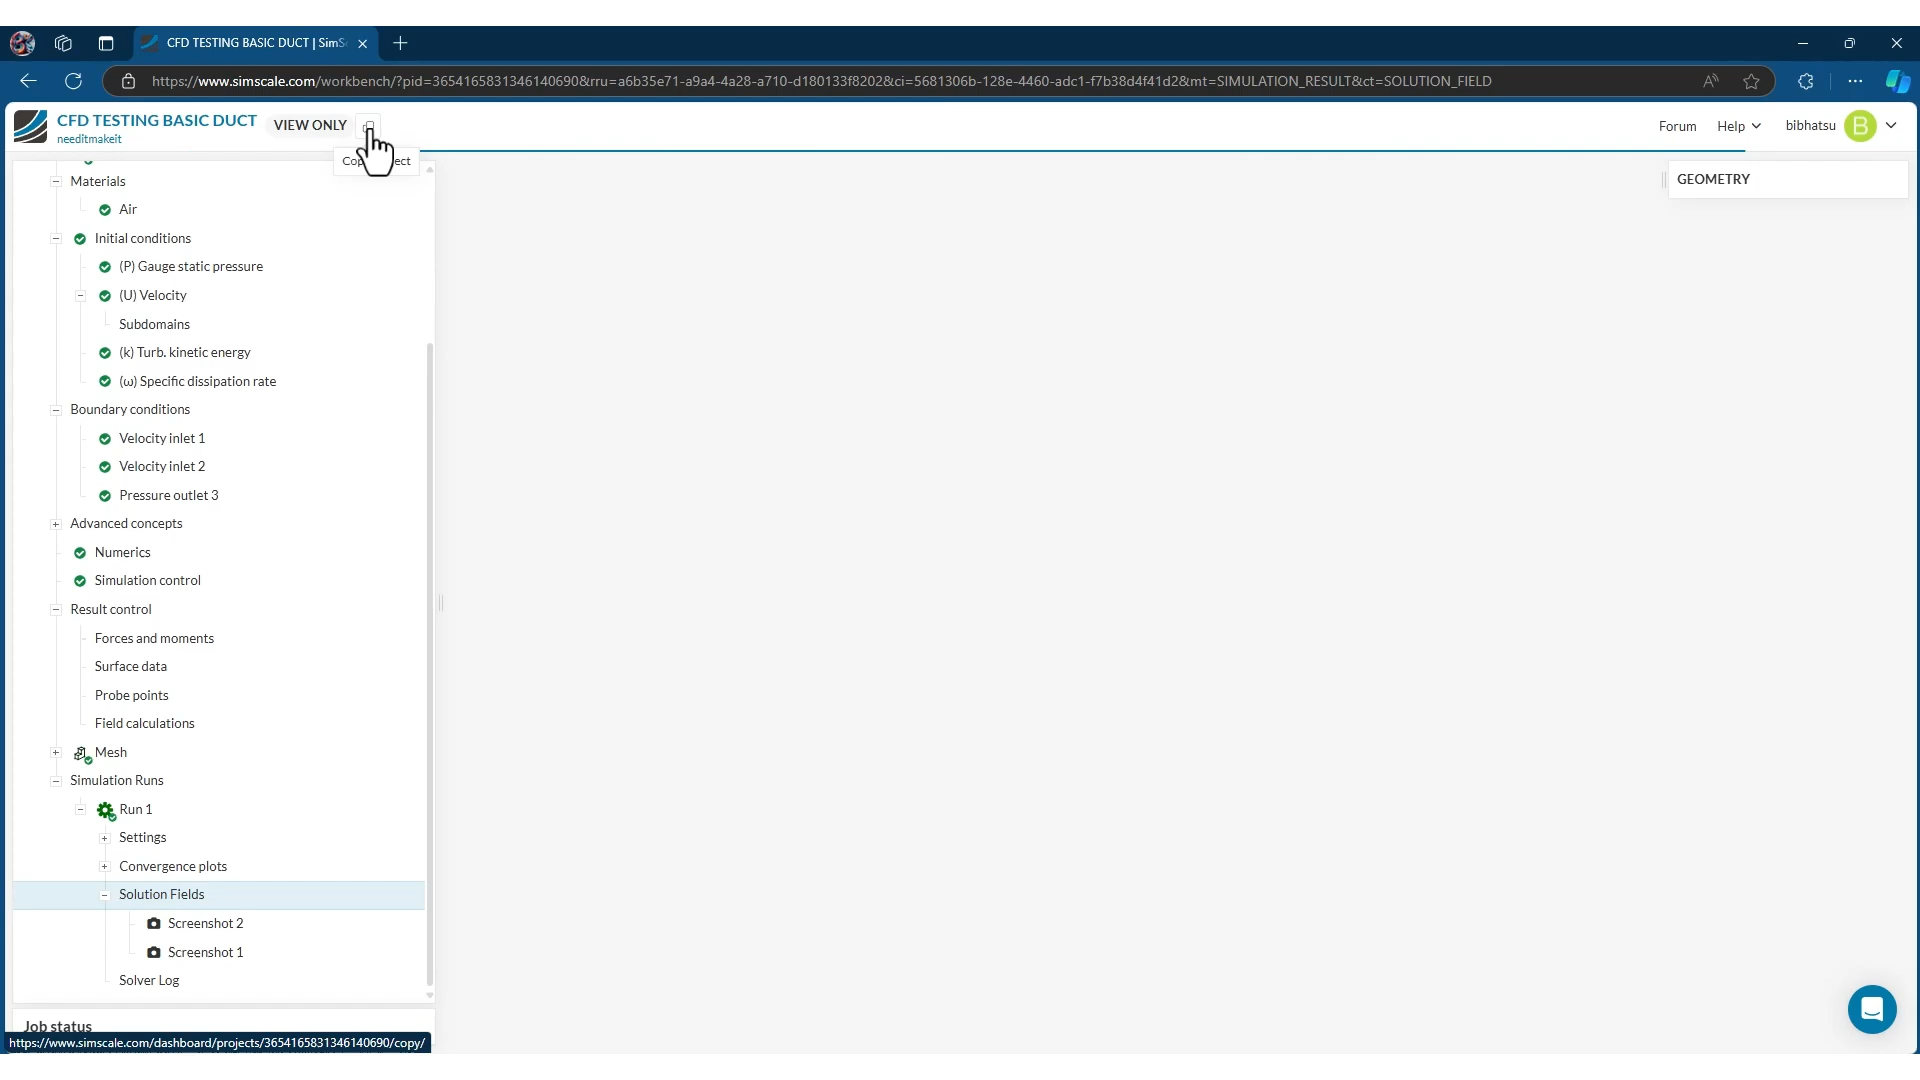 CFD TESTING BASIC DUCT | SimS
https://www.simscale.com/workbench/?pid=3654165831346140690&rru=a6b35e71-a9a4-4a28-a710-d180133f8202&ci=5681306b-128e-4460-adc1-f7b38d4f41d2&mt=SIMULATION_RESULT&ct=SOLUTION_FIELD
CFD TESTING BASIC DUCT VIEW ONLY
needitmakeit
Forum Help bibhatsu B
GEOMETRY
Materials
Air
Initial conditions
(P) Gauge static pressure
(U) Velocity
Subdomains
(k) Turb. kinetic energy
(ω) Specific dissipation rate
Boundary conditions
Velocity inlet 1
Velocity inlet 2
Pressure outlet 3
Advanced concepts
Numerics
Simulation control
Result control
Forces and moments
Surface data
Probe points
Field calculations
Mesh
Simulation Runs
Run 1
Settings
Convergence plots
Solution Fields
Screenshot 2
Screenshot 1
Solver Log
Job status
https://www.simscale.com/dashboard/projects/3654165831346140690/copy/